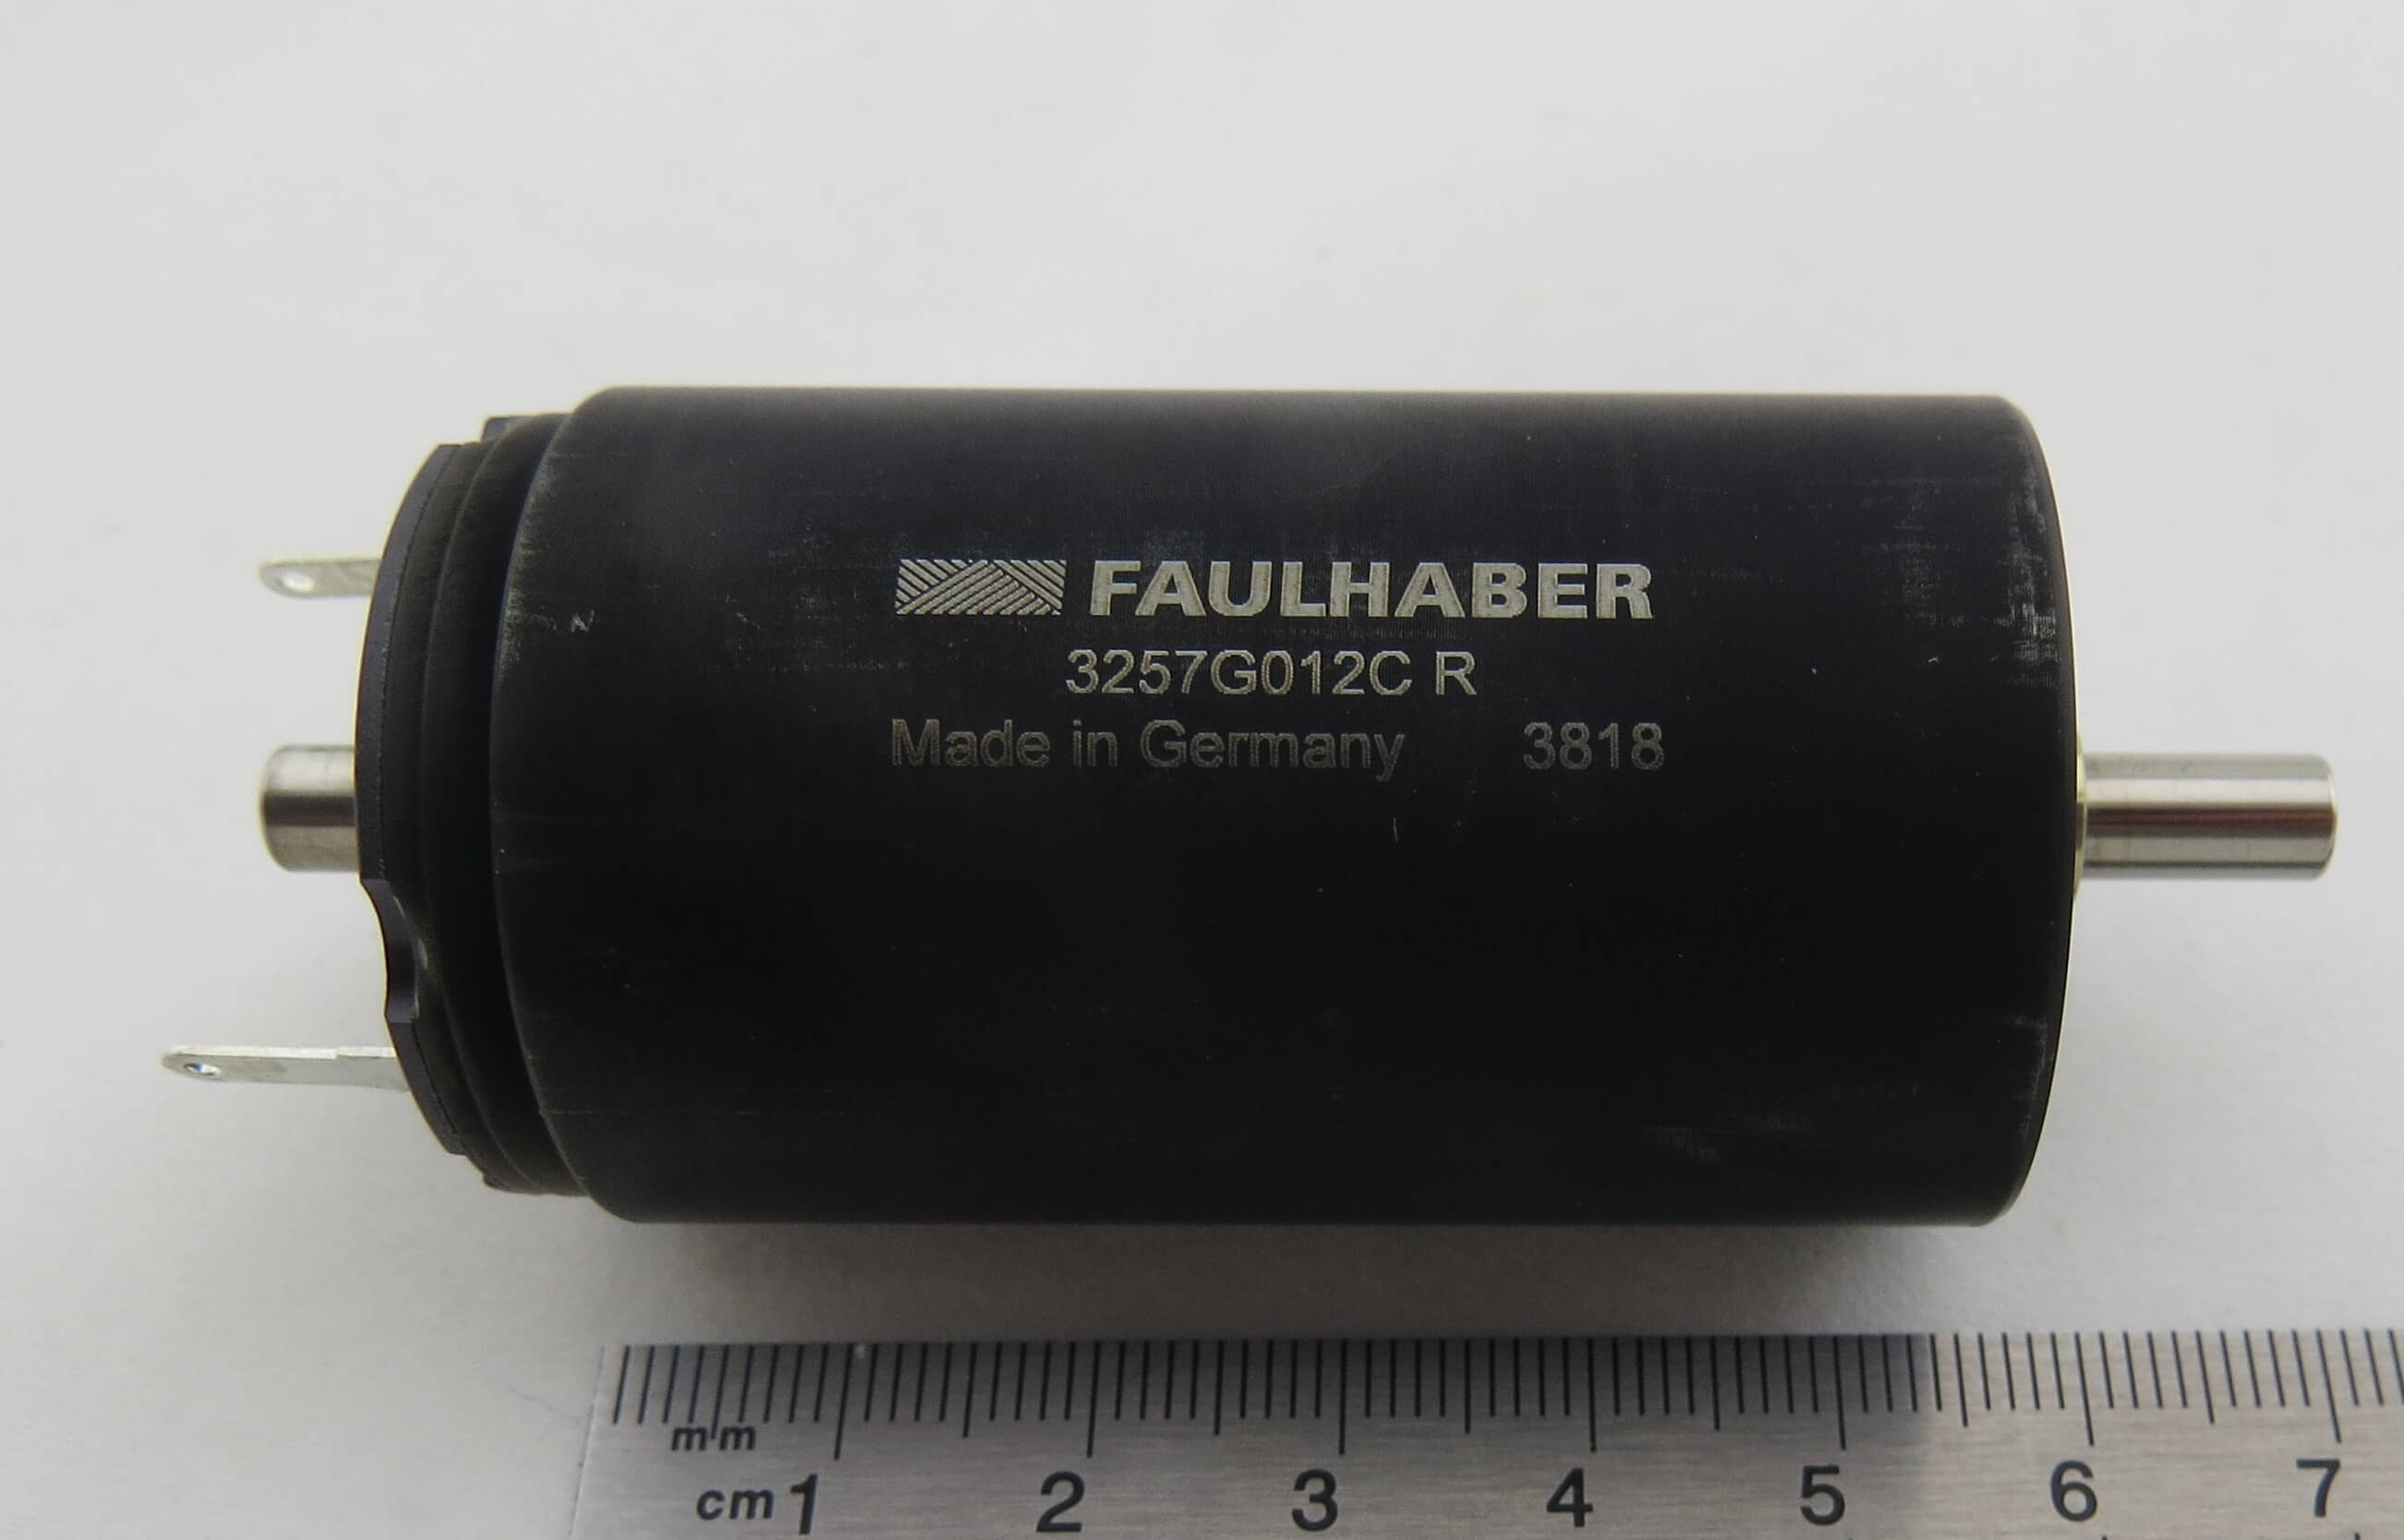 FAULHABER
3257G012C R
Made in Germany 3818
mm
cm 1 2 3 4 5 6 7